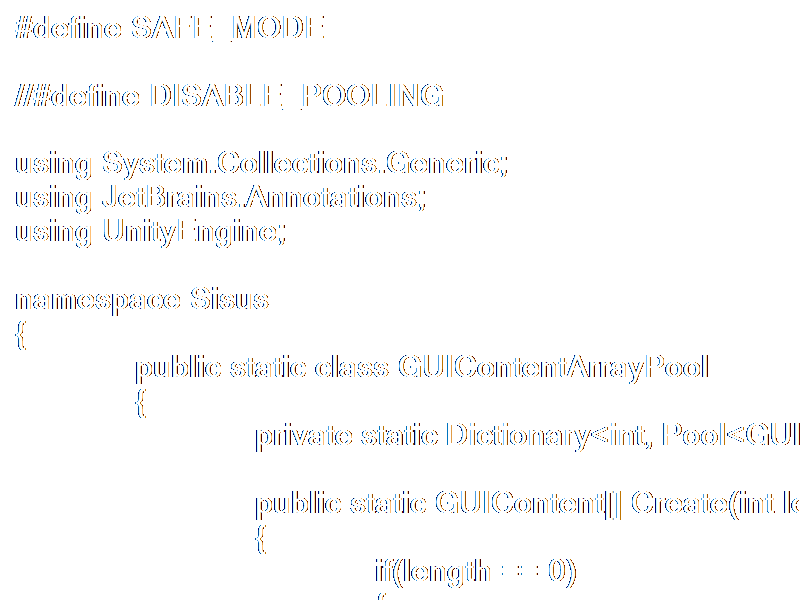 #define SAFE_MODE
//#define DISABLE_POOLING
using System.Collections.Generic;
using JetBrains.Annotations;
using UnityEngine;
namespace Sisus
{
public static class GUIContentArrayPool
{
private static Dictionary<int, Pool<GUI
public static GUIContent[] Create(int le
{
if(length == 0)
{